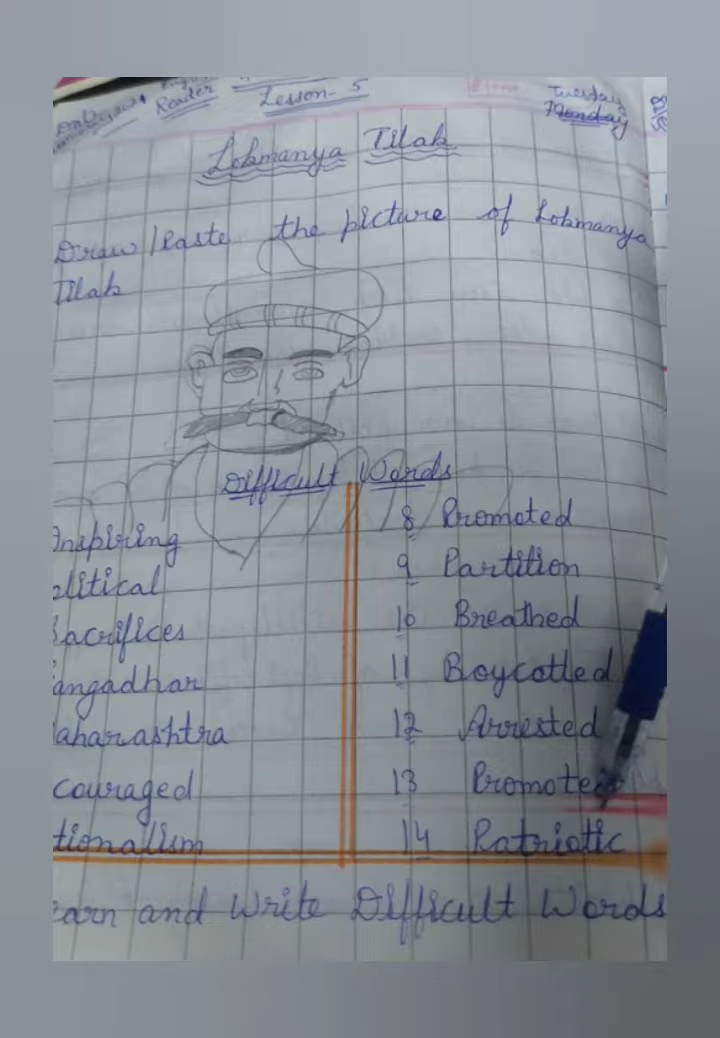 Reader
Lesson-5
Tuesday
Monday
Lokmanya Tilak
Draw/Paste the picture of Lokmanya
Tilak
Difficult Words
Inspiring
olitical
Sacrifices
angadhar
aharashtra
couraged
tionalism
8 Promoted
9 Partition
10 Breathed
11 Boycotted
12 Arrested
13 Promote
14 Patriotic
earn and Write Difficult Words